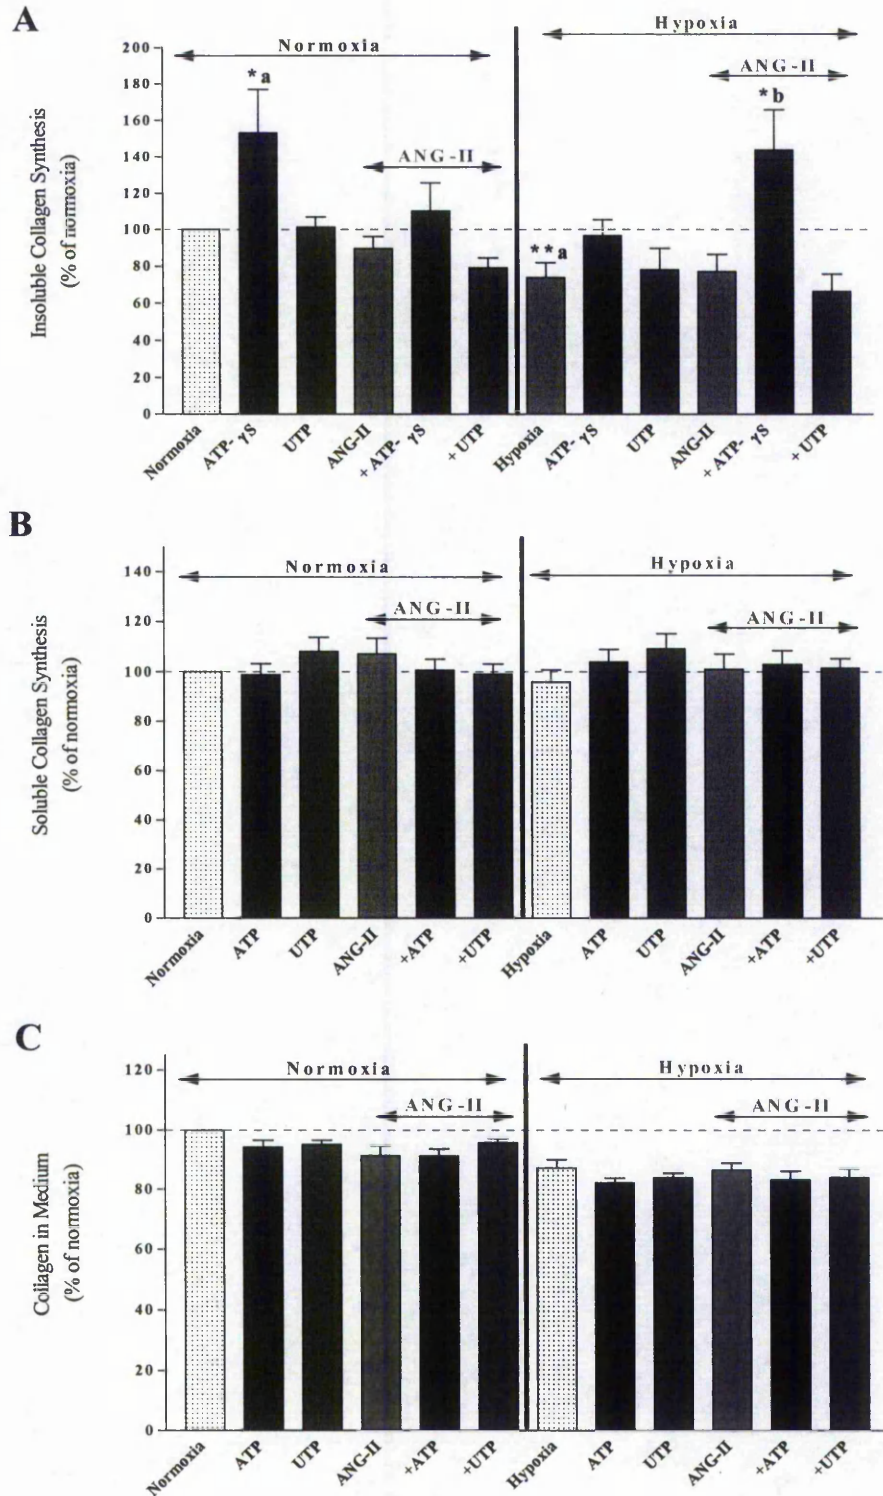 A
Normoxia
Hypoxia
ANG-II
ANG-II
*a
**a
*b
Insoluble Collagen Synthesis
(% of normoxia)
200
180
160
140
120
100
80
60
40
20
0
Normoxia
ATP- γS
UTP
ANG-II
+ ATP- γS
+ UTP
Hypoxia
ATP- γS
UTP
ANG-II
+ ATP- γS
+ UTP
B
Normoxia
Hypoxia
ANG-II
ANG-II
Soluble Collagen Synthesis
(% of normoxia)
140
120
100
80
60
40
20
0
Normoxia
ATP
UTP
ANG-II
+ATP
+UTP
Hypoxia
ATP
UTP
ANG-II
+ATP
+UTP
C
Normoxia
Hypoxia
ANG-II
ANG-II
Collagen in Medium
(% of normoxia)
120
100
80
60
40
20
0
Normoxia
ATP
UTP
ANG-II
+ATP
+UTP
Hypoxia
ATP
UTP
ANG-II
+ATP
+UTP